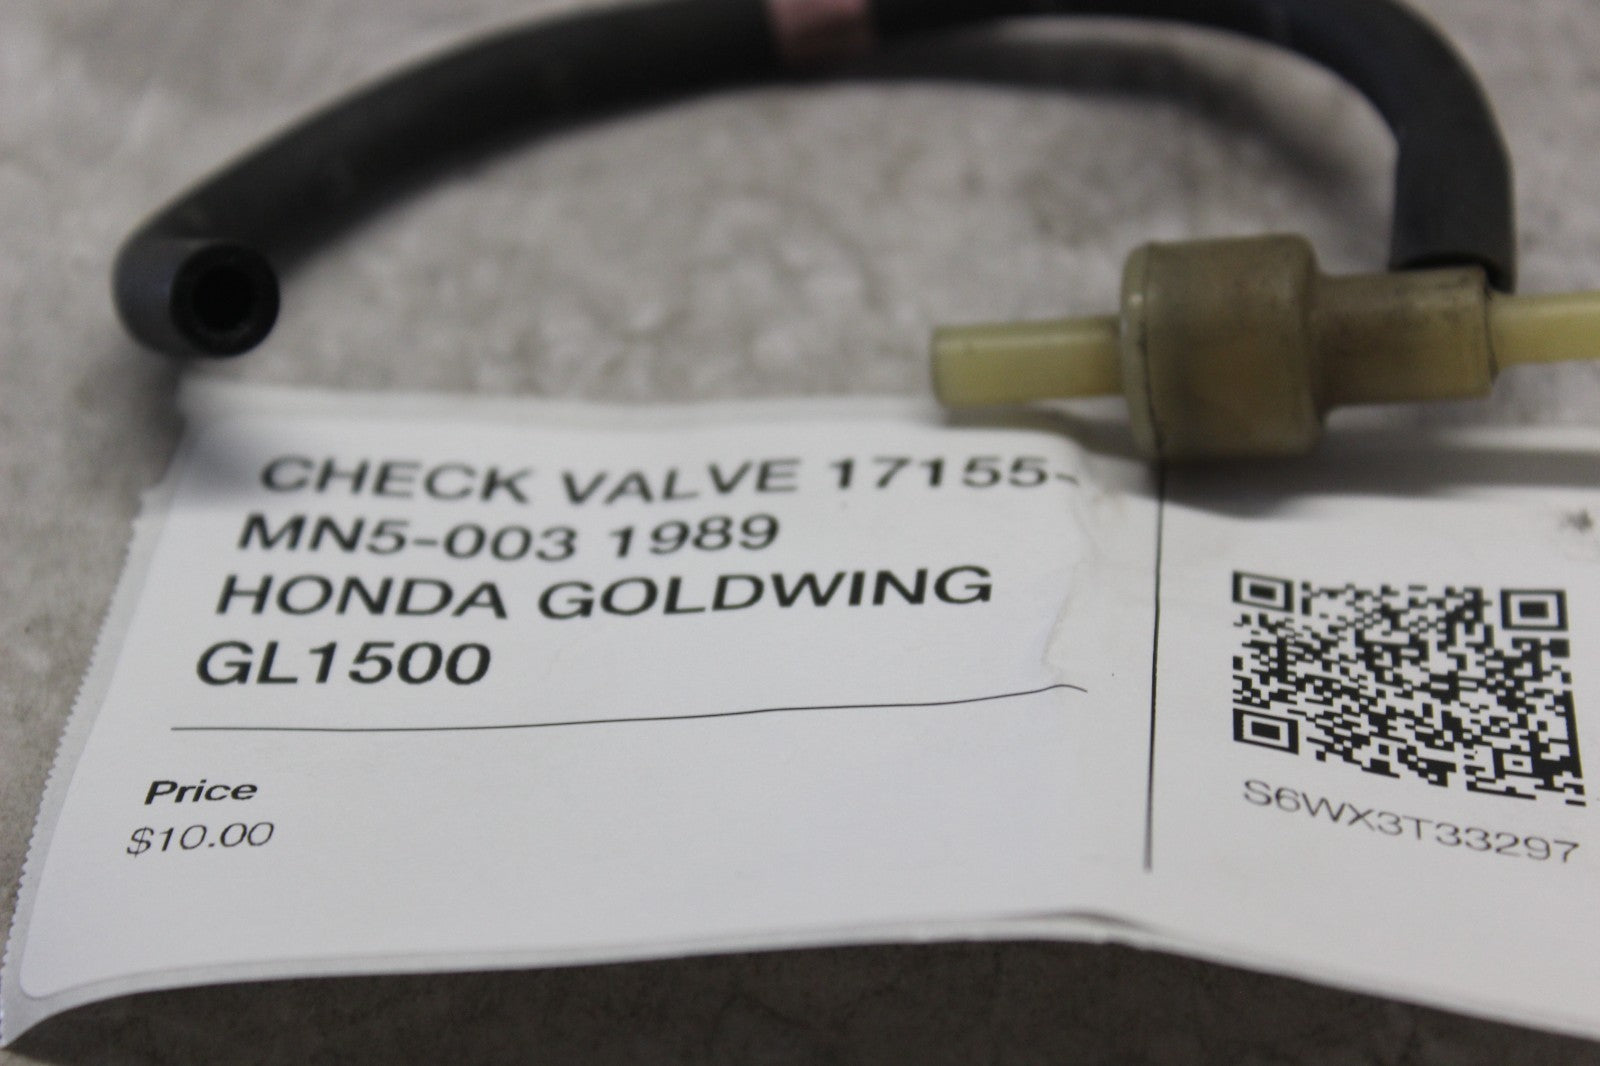 CHECK VALVE 17155-
MN5-003 1989
HONDA GOLDWING
GL1500
Price
$10.00
S6WX3T33297